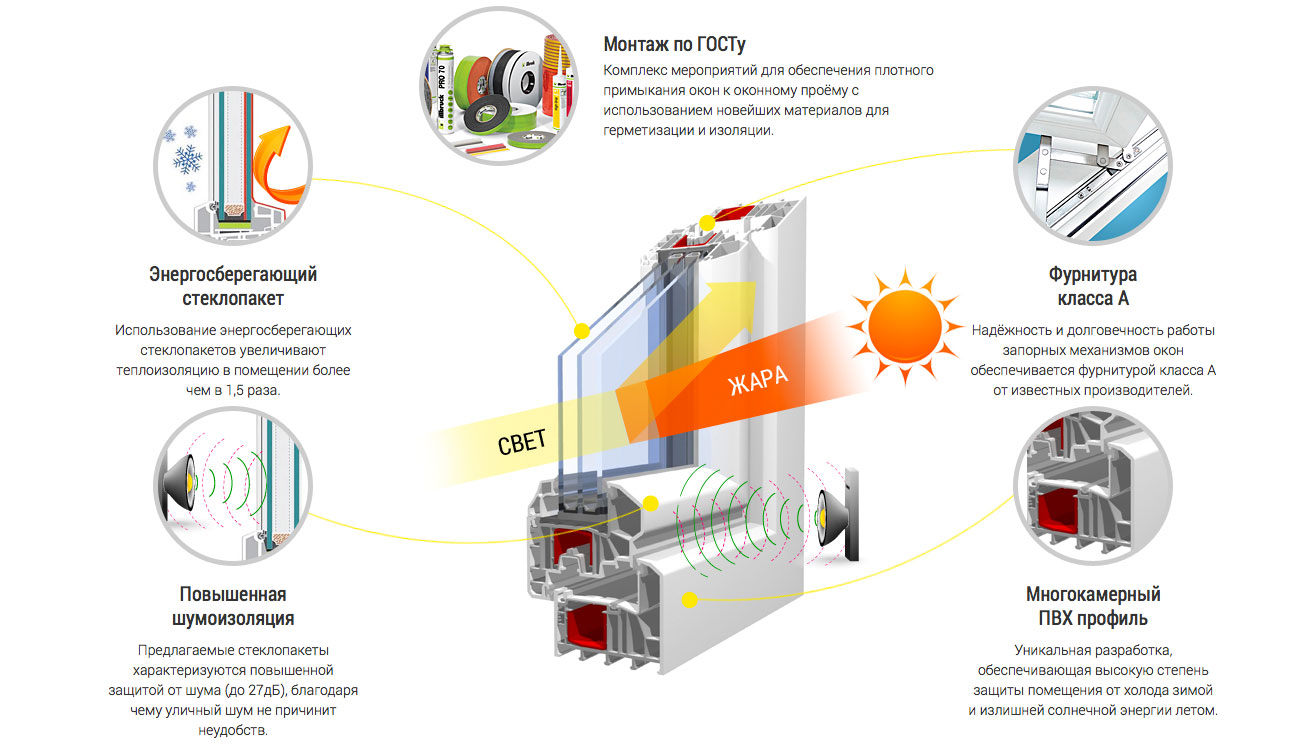 Монтаж по ГОСТу
Комплекс мероприятий для обеспечения плотного
примыкания окон к оконному проёму с
использованием новейших материалов для
герметизации и изоляции.
illbruck PRO 70
Энергосберегающий
стеклопакет
Использование энергосберегающих
стеклопакетов увеличивают
теплоизоляцию в помещении более
чем в 1,5 раза.
Фурнитура
класса А
Надёжность и долговечность работы
запорных механизмов окон
обеспечивается фурнитурой класса А
от известных производителей.
ЖАРА
СВЕТ
Повышенная
шумоизоляция
Предлагаемые стеклопакеты
характеризуются повышенной
защитой от шума (до 27дБ), благодаря
чему уличный шум не причинит
неудобств.
Многокамерный
ПВХ профиль
Уникальная разработка,
обеспечивающая высокую степень
защиты помещения от холода зимой
и излишней солнечной энергии летом.